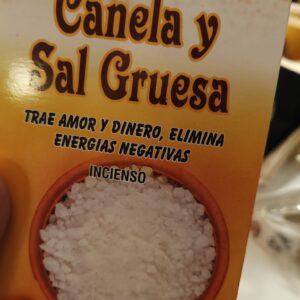 Canela y
Sal Gruesa
TRAE AMOR Y DINERO, ELIMINA
ENERGIAS NEGATIVAS
INCIENSO